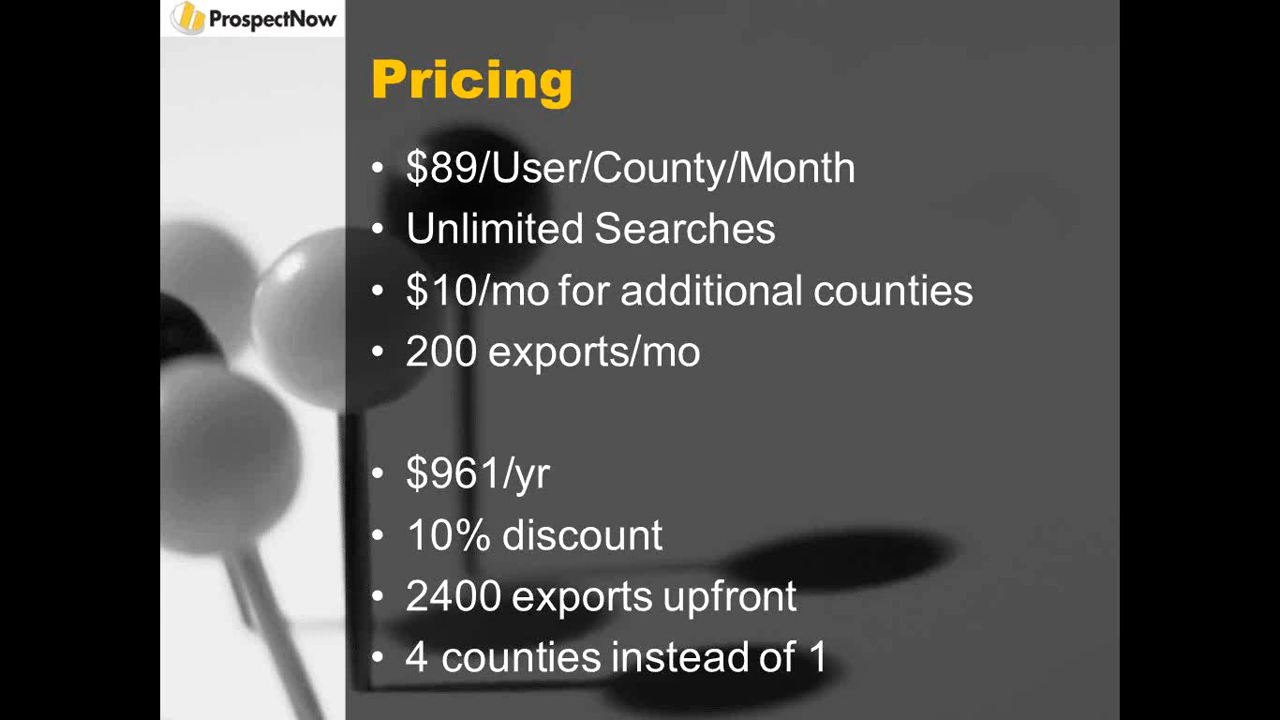 ProspectNow
Pricing
• $89/User/County/Month
• Unlimited Searches
• $10/mo for additional counties
• 200 exports/mo
• $961/yr
• 10% discount
• 2400 exports upfront
• 4 counties instead of 1